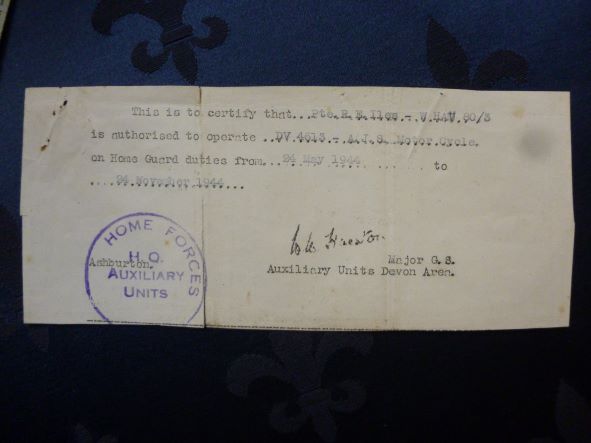 This is to certify that...Pte.R.E.Iles - W HAV 60/3
is authorised to operate ..DV 4613 - A.J.S. Motor Cycle.
on Home Guard duties from...24 May 1944........ to
....24 November 1944...
HOME FORCES
H.Q.
AUXILIARY
UNITS
Ashburton.
Major G.S.
Auxiliary Units Devon Area.